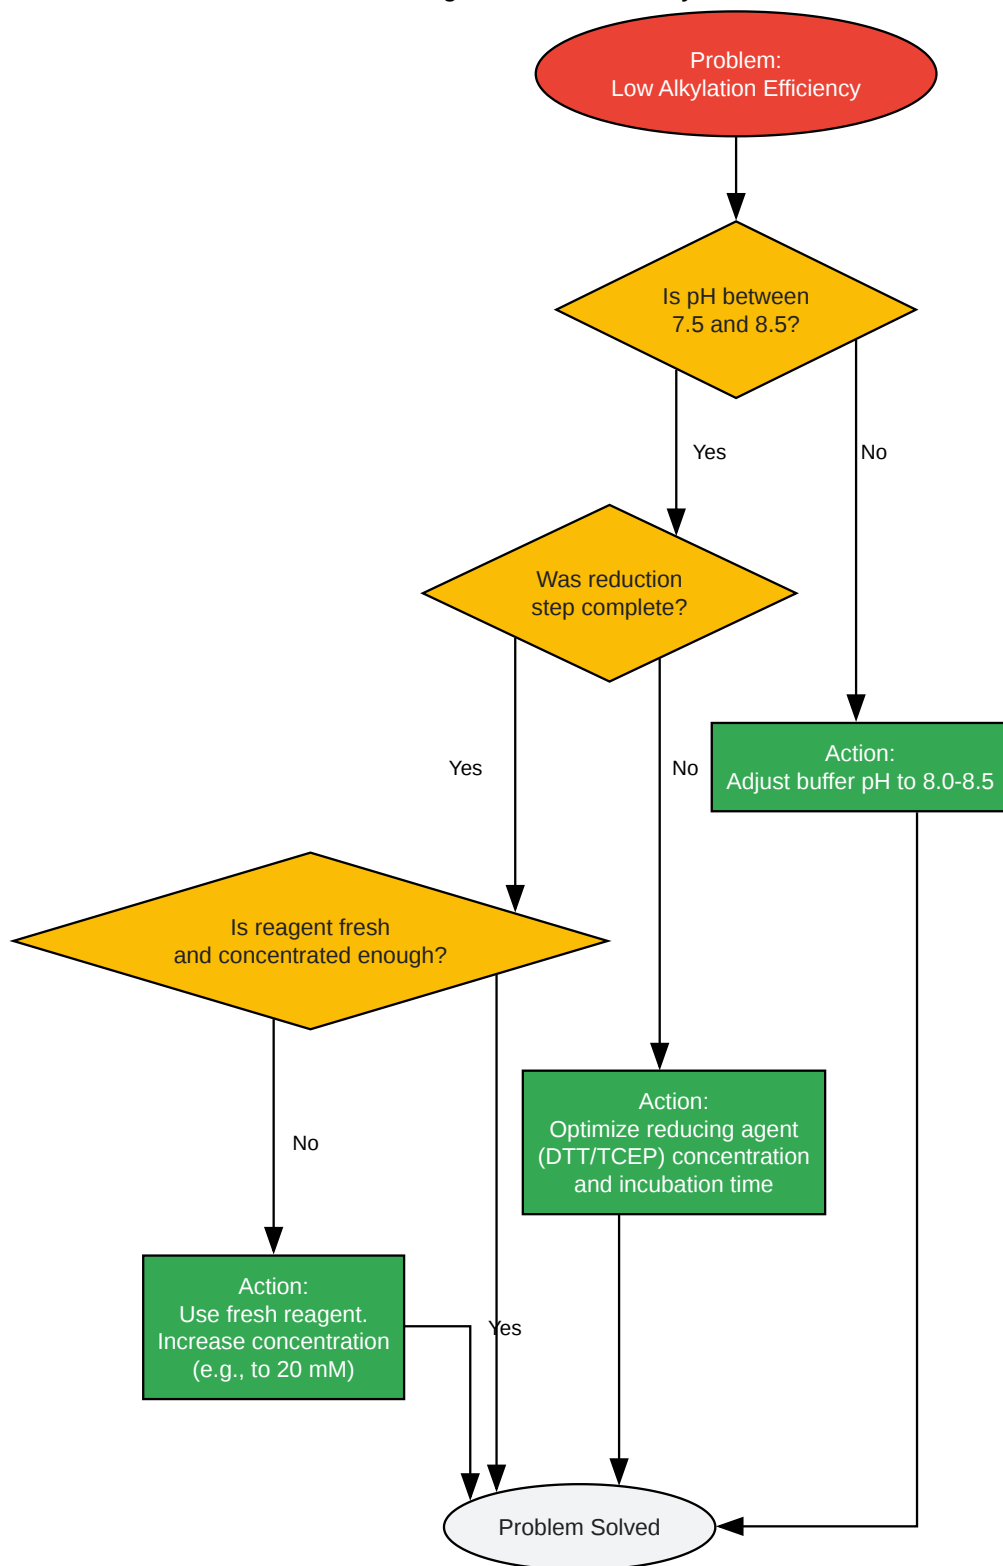 Problem:
Low Alkylation Efficiency
Is pH between
7.5 and 8.5?
Yes
No
Was reduction
step complete?
Yes
No
Action:
Adjust buffer pH to 8.0-8.5
Is reagent fresh
and concentrated enough?
No
Action:
Optimize reducing agent
(DTT/TCEP) concentration
and incubation time
Action:
Use fresh reagent.
Increase concentration
(e.g., to 20 mM)
Yes
Problem Solved